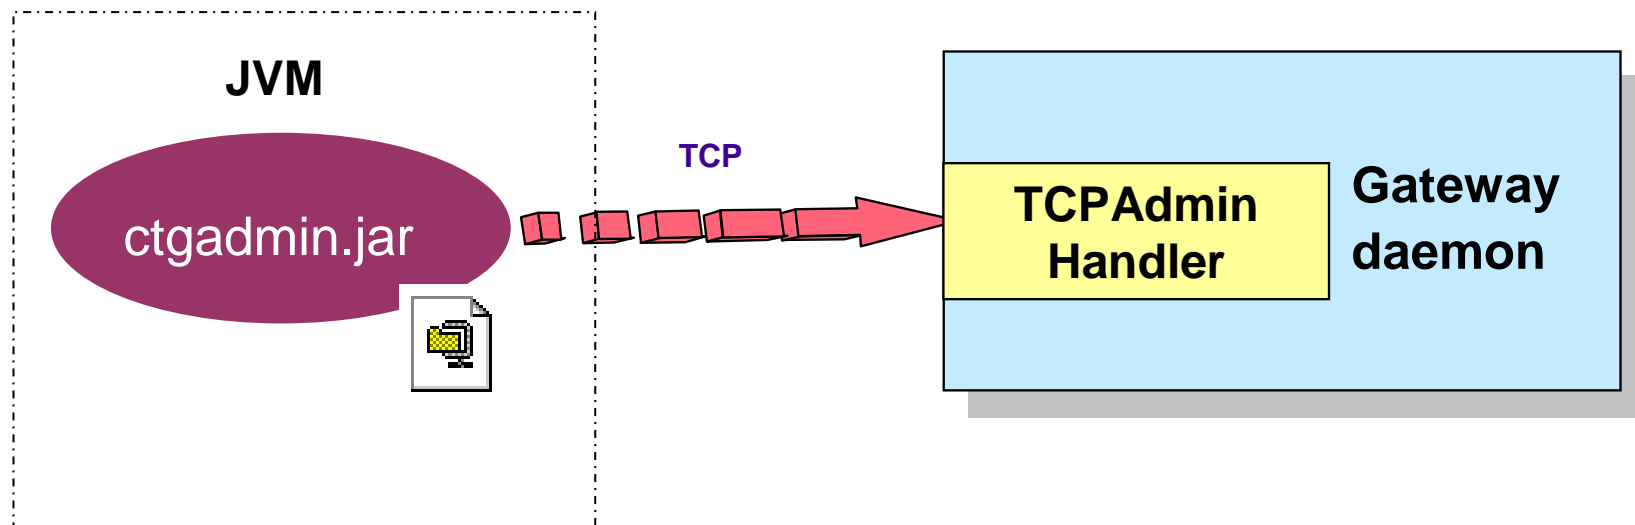 JVM
ctgadmin.jar
TCP
TCPAdmin
Handler
Gateway
daemon